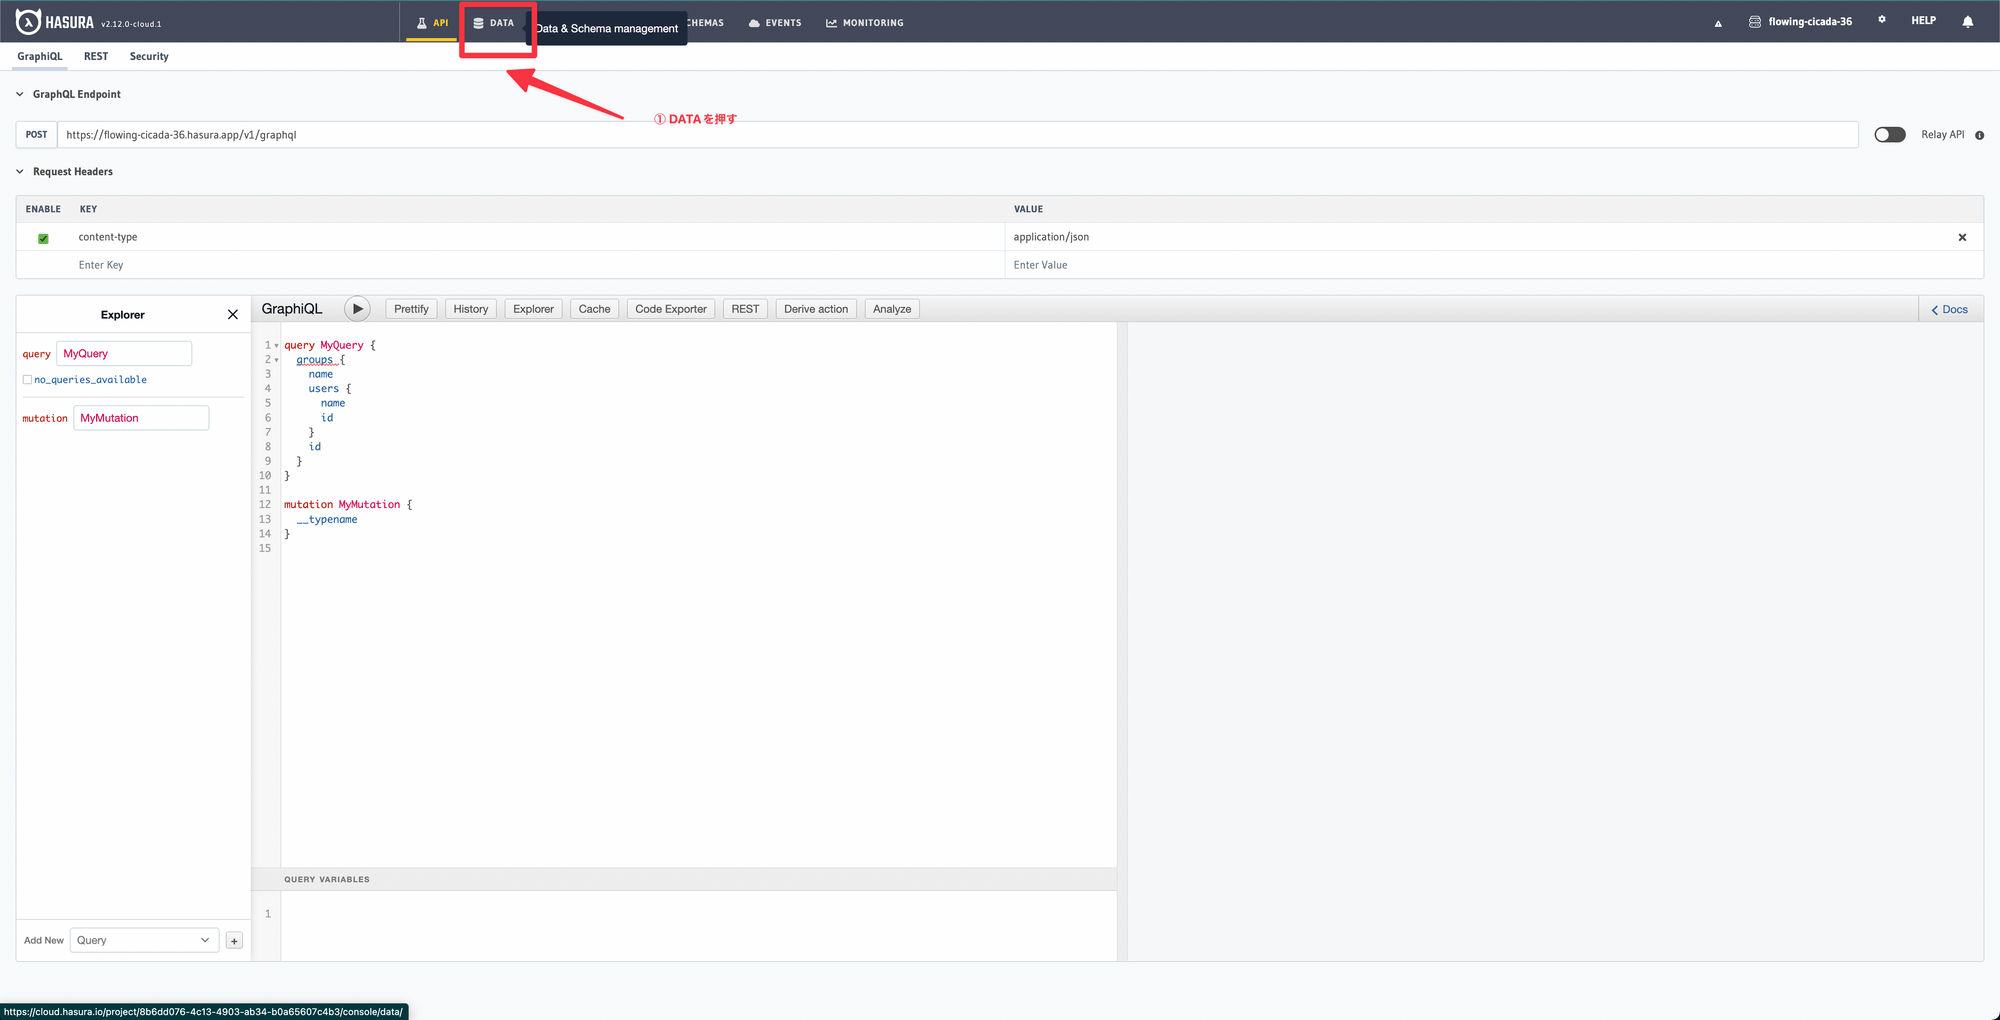 HASURA v2.12.0-cloud.1
API
DATA
Data & Schema management
CHEMAS
EVENTS
MONITORING
flowing-cicada-36
HELP
GraphiQL REST Security
① DATAを押す
GraphQL Endpoint
POST https://flowing-cicada-36.hasura.app/v1/graphql
Relay API
Request Headers
ENABLE KEY VALUE
content-type application/json
Enter Key Enter Value
Explorer
GraphiQL Prettify History Explorer Cache Code Exporter REST Derive action Analyze
Docs
query MyQuery
no_queries_available
mutation MyMutation
1 query MyQuery {
2 groups {
3 name
4 users {
5 name
6 id
7 }
8 id
9 }
10 }
11
12 mutation MyMutation {
13 __typename
14 }
15
QUERY VARIABLES
1
Add New Query +
https://cloud.hasura.io/project/8b6dd076-4c13-4903-ab34-b0a65607c4b3/console/data/